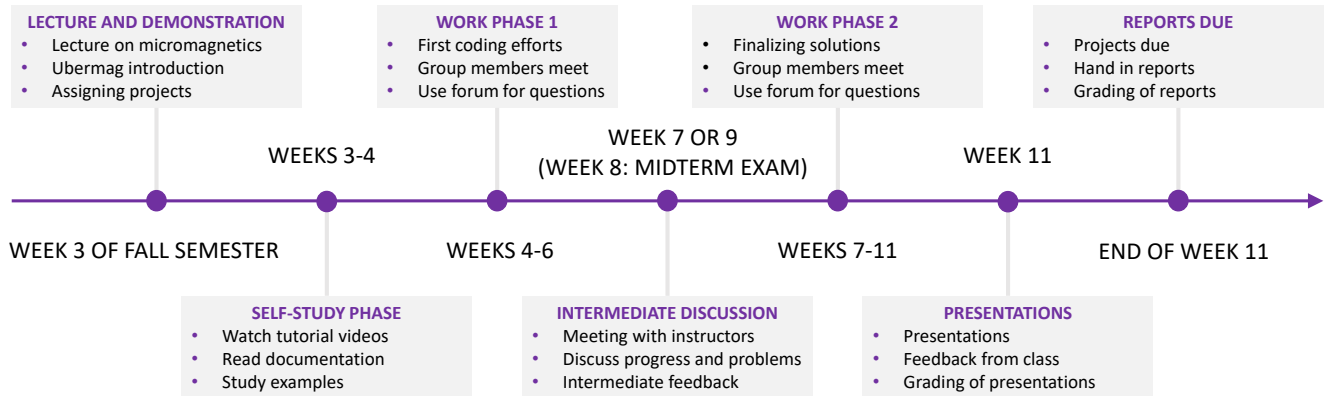 LECTURE AND DEMONSTRATION
• Lecture on micromagnetics
• Ubermag introduction
• Assigning projects
WORK PHASE 1
• First coding efforts
• Group members meet
• Use forum for questions
WORK PHASE 2
• Finalizing solutions
• Group members meet
• Use forum for questions
REPORTS DUE
• Projects due
• Hand in reports
• Grading of reports
WEEKS 3-4
WEEK 7 OR 9
(WEEK 8: MIDTERM EXAM)
WEEK 11
WEEK 3 OF FALL SEMESTER
WEEKS 4-6
WEEKS 7-11
END OF WEEK 11
SELF-STUDY PHASE
• Watch tutorial videos
• Read documentation
• Study examples
INTERMEDIATE DISCUSSION
• Meeting with instructors
• Discuss progress and problems
• Intermediate feedback
PRESENTATIONS
• Presentations
• Feedback from class
• Grading of presentations